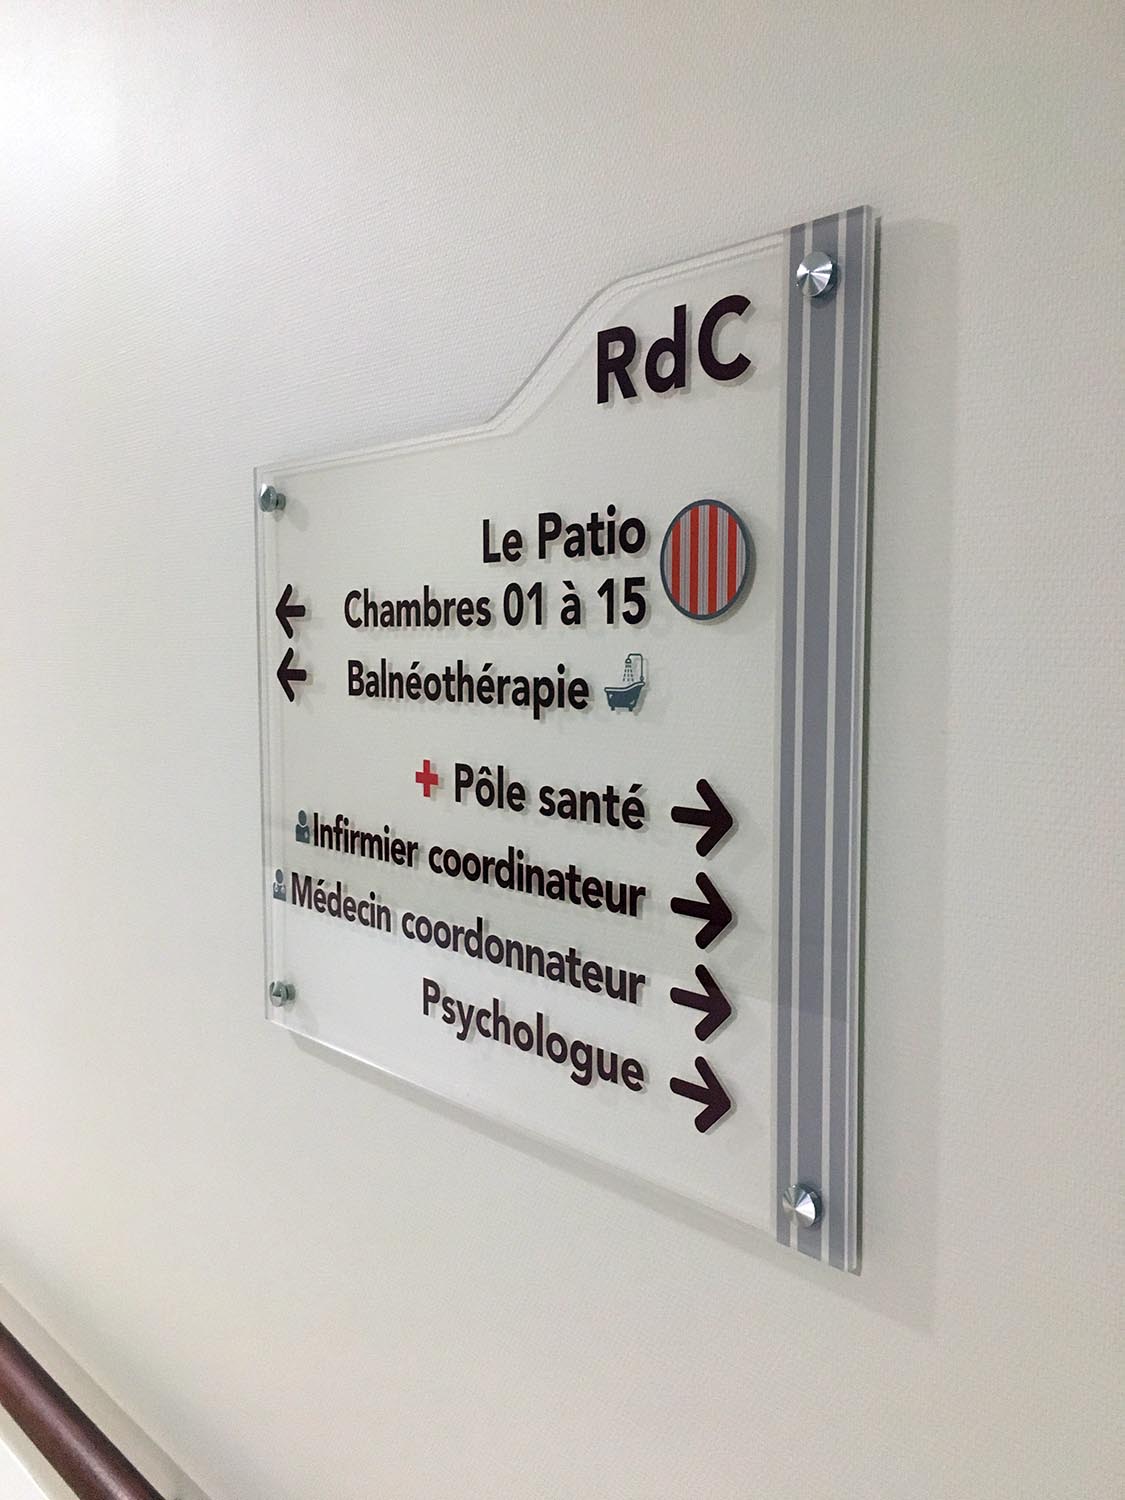 RdC
Le Patio
Chambres 01 à 15
Balnéothérapie
Pôle santé
Infirmier coordinateur
Médecin coordonnateur
Psychologue